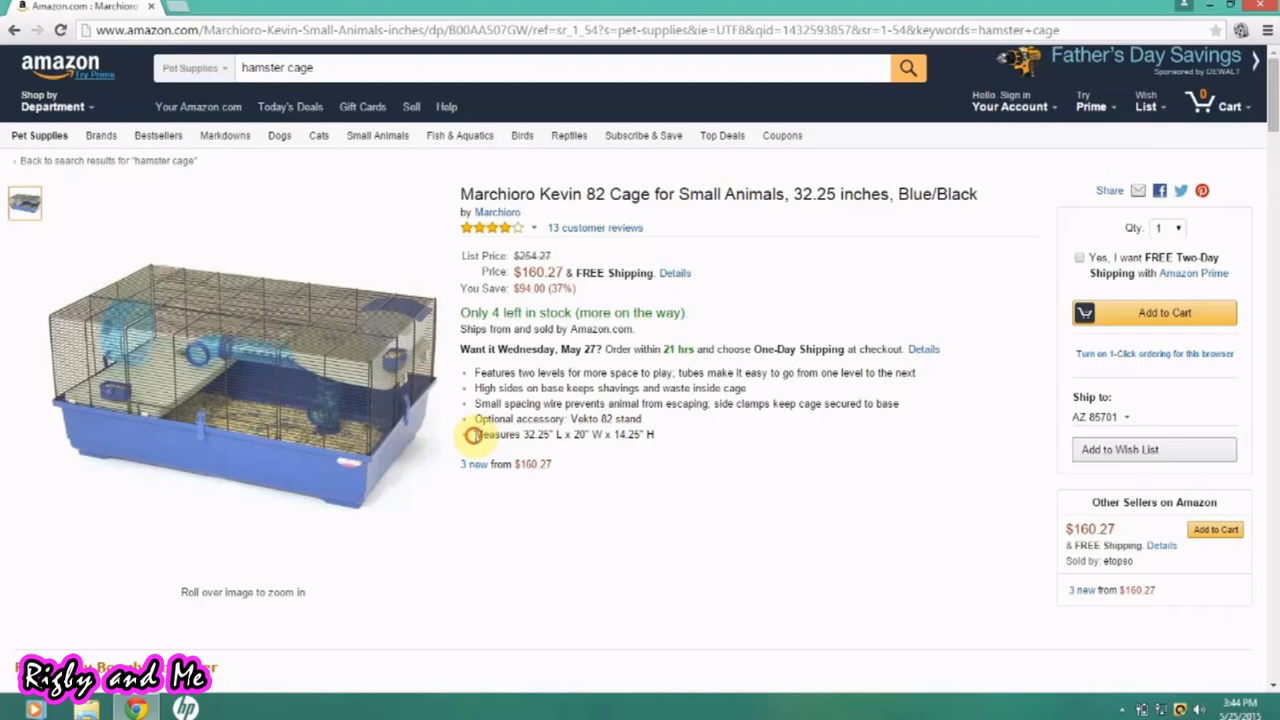 Amazon.com : Marchioro
www.amazon.com/Marchioro-Kevin-Small-Animals-inches/dp/B00AA507GW/ref=sr_1_54?s=pet-supplies&ie=UTF8&qid=1432593857&sr=1-54&keywords=hamster+cage
amazon
Try Prime
Pet Supplies
hamster cage
Father's Day Savings
Sponsored by DEWALT
Shop by
Department
Your Amazon.com
Today's Deals
Gift Cards
Sell
Help
Hello. Sign in
Your Account
Try
Prime
Wish
List
0
Cart
Pet Supplies
Brands
Bestsellers
Markdowns
Dogs
Cats
Small Animals
Fish & Aquatics
Birds
Reptiles
Subscribe & Save
Top Deals
Coupons
‹ Back to search results for "hamster cage"
Marchioro Kevin 82 Cage for Small Animals, 32.25 inches, Blue/Black
by Marchioro
13 customer reviews
List Price: $254.27
Price: $160.27 & FREE Shipping. Details
You Save: $94.00 (37%)
Only 4 left in stock (more on the way).
Ships from and sold by Amazon.com.
Want it Wednesday, May 27? Order within 21 hrs and choose One-Day Shipping at checkout. Details
Features two levels for more space to play; tubes make it easy to go from one level to the next
High sides on base keeps shavings and waste inside cage
Small spacing wire prevents animal from escaping; side clamps keep cage secured to base
Optional accessory: Vekto 82 stand
Measures 32.25" L x 20" W x 14.25" H
3 new from $160.27
Roll over image to zoom in
Share
Qty: 1
Yes, I want FREE Two-Day
Shipping with Amazon Prime
Add to Cart
Turn on 1-Click ordering for this browser
Ship to:
AZ 85701
Add to Wish List
Other Sellers on Amazon
$160.27
Add to Cart
& FREE Shipping. Details
Sold by: etopso
3 new from $160.27
Rigby and Me
hp
3:44 PM
5/25/2015